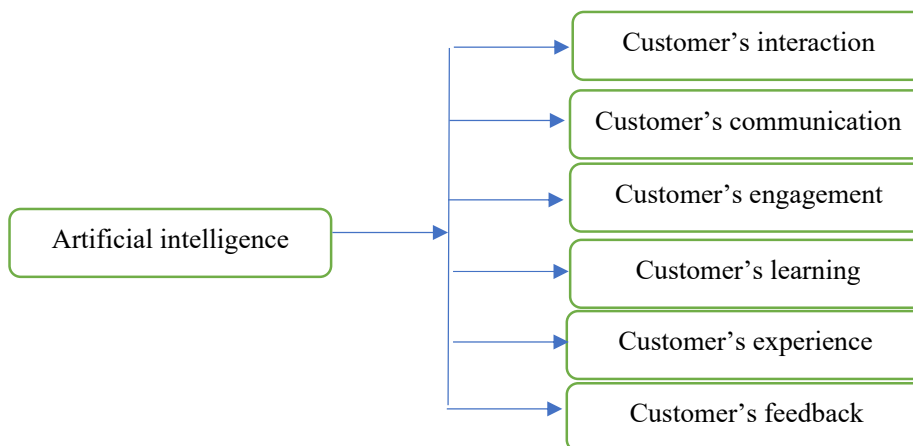 Customer’s interaction
Customer’s communication
Customer’s engagement
Artificial intelligence
Customer’s learning
Customer’s experience
Customer’s feedback